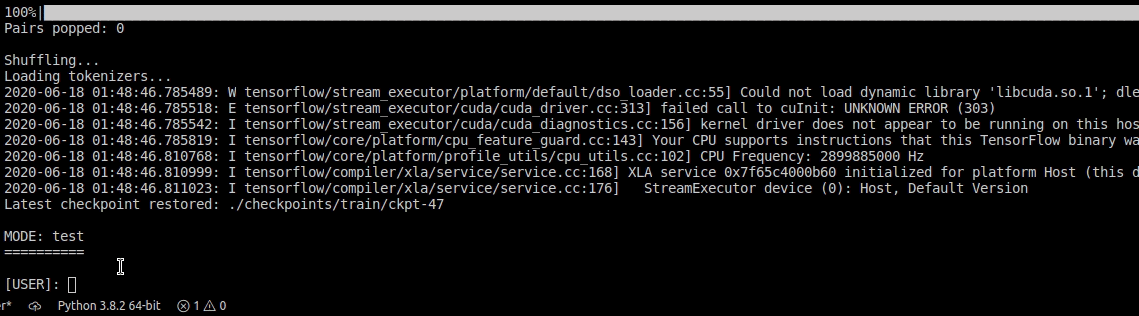 100%|
Pairs popped: 0
Shuffling...
Loading tokenizers...
2020-06-18 01:48:46.785489: W tensorflow/stream_executor/platform/default/dso_loader.cc:55] Could not load dynamic library 'libcuda.so.1'; dle
2020-06-18 01:48:46.785518: E tensorflow/stream_executor/cuda/cuda_driver.cc:313] failed call to cuInit: UNKNOWN ERROR (303)
2020-06-18 01:48:46.785542: I tensorflow/stream_executor/cuda/cuda_diagnostics.cc:156] kernel driver does not appear to be running on this hos
2020-06-18 01:48:46.785819: I tensorflow/core/platform/cpu_feature_guard.cc:143] Your CPU supports instructions that this TensorFlow binary wa
2020-06-18 01:48:46.810768: I tensorflow/core/platform/profile_utils/cpu_utils.cc:102] CPU Frequency: 2899885000 Hz
2020-06-18 01:48:46.810999: I tensorflow/compiler/xla/service/service.cc:168] XLA service 0x7f65c4000b60 initialized for platform Host (this d
2020-06-18 01:48:46.811023: I tensorflow/compiler/xla/service/service.cc:176]   StreamExecutor device (0): Host, Default Version
Latest checkpoint restored: ./checkpoints/train/ckpt-47
MODE: test
==========
[USER]:
r* Python 3.8.2 64-bit 1 0